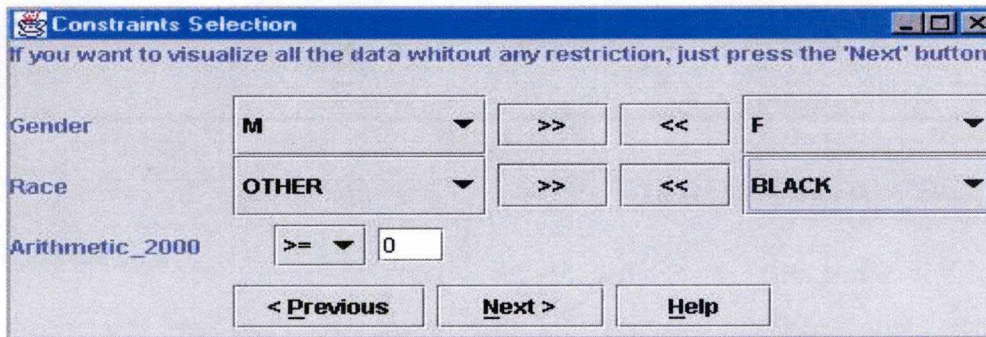 Constraints Selection
If you want to visualize all the data whitout any restriction, just press the 'Next' button
Gender M >> << F
Race OTHER >> << BLACK
Arithmetic_2000 >= 0
< Previous Next > Help